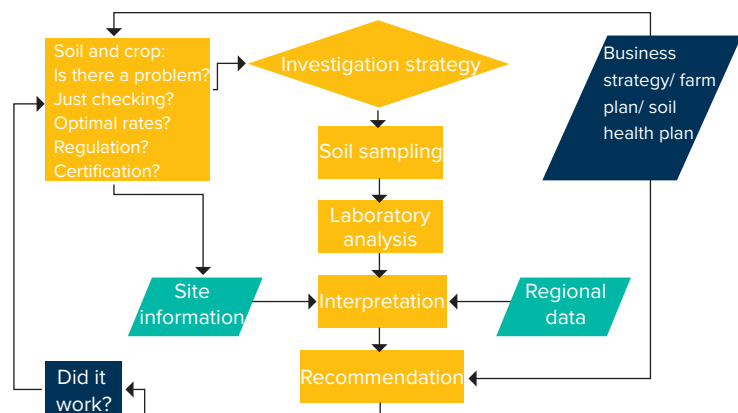 Soil and crop:
Is there a problem?
Just checking?
Optimal rates?
Regulation?
Certification?
Investigation strategy
Business
strategy/ farm
plan/ soil
health plan
Soil sampling
Laboratory
analysis
Site
information
Interpretation
Regional
data
Recommendation
Did it
work?